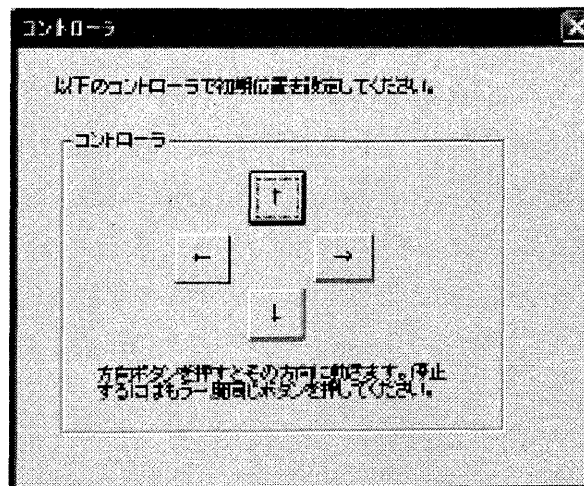 コントローラ
以下のコントローラで初期位置を設定してください。
コントローラ
↑
← →
↓
方向ボタンを押すとその方向に動きます。停止
するにはもう一度同じボタンを押してください。